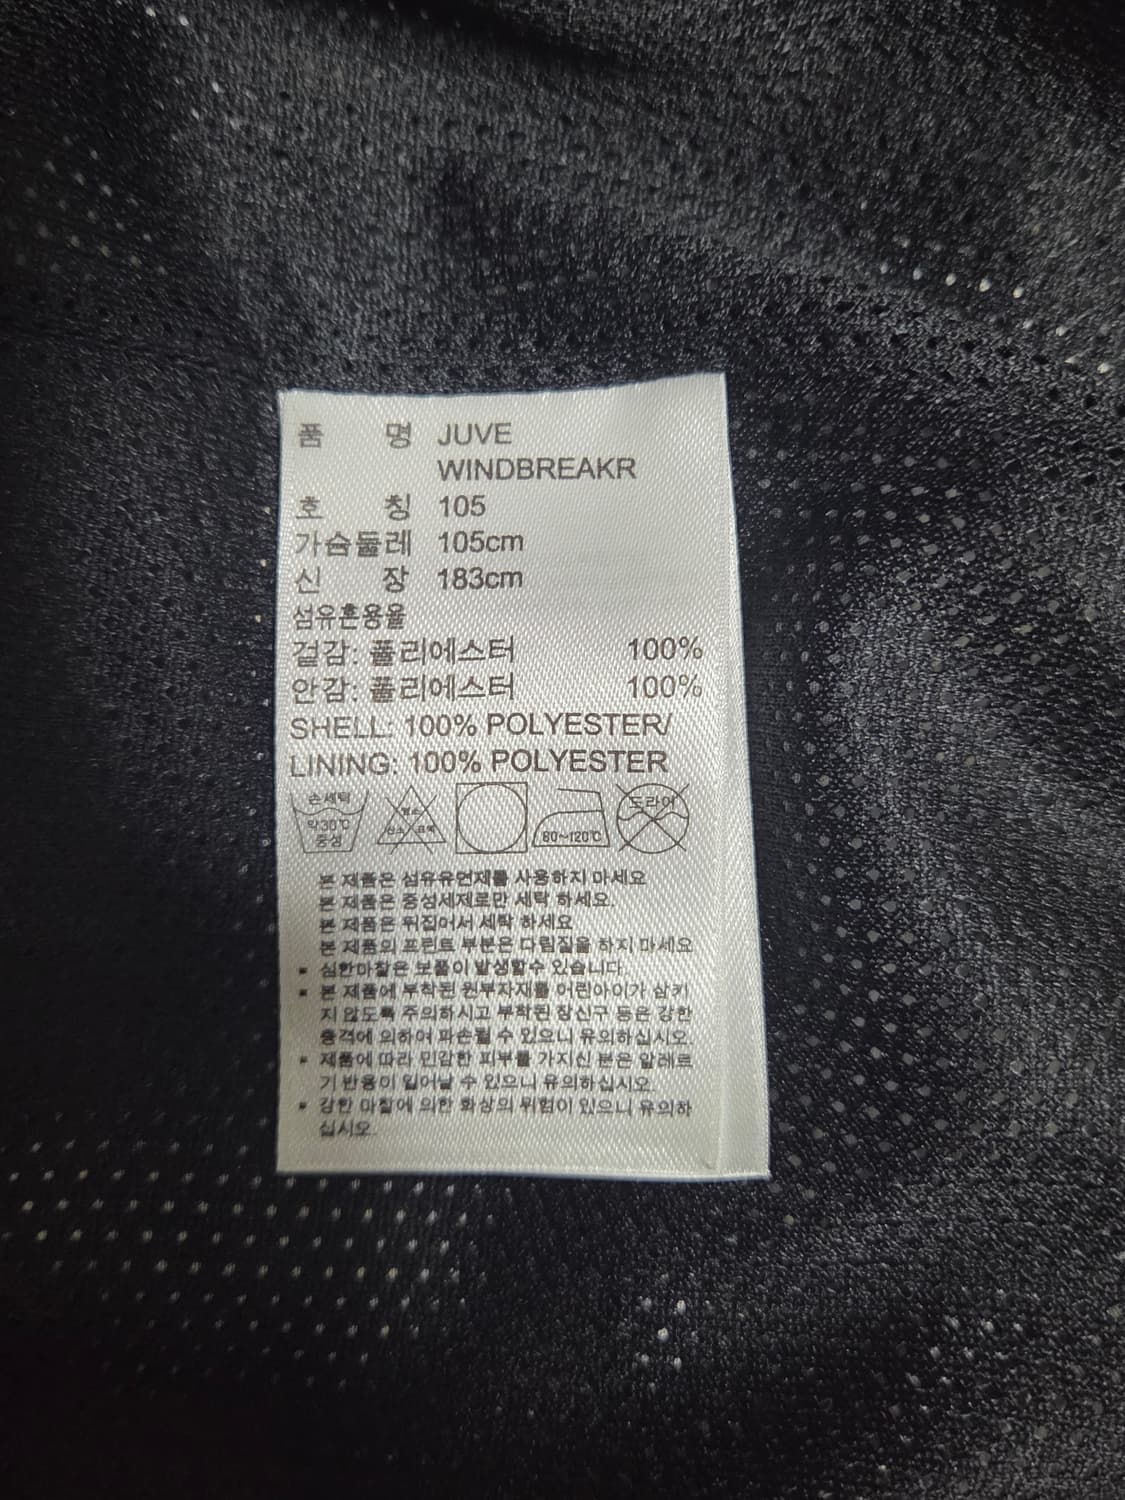 품 명 JUVE
WINDBREAKR
호 칭 105
가슴둘레 105cm
신 장 183cm
섬유혼용율
겉감: 폴리에스터 100%
안감: 폴리에스터 100%
SHELL: 100% POLYESTER/
LINING: 100% POLYESTER
손세탁 염소 드라이
약30℃ 산소 표백 80~120℃
중성
본 제품은 섬유유연제를 사용하지 마세요
본 제품은 중성세제로만 세탁 하세요.
본 제품은 뒤집어서 세탁 하세요
본 제품의 프린트 부분은 다림질을 하지 마세요
▪ 심한마찰은 보풀이 발생할수 있습니다.
▪ 본 제품에 부착된 원부자재를 어린아이가 삼키
지 않도록 주의하시고 부착된 장신구 등은 강한
충격에 의하여 파손될 수 있으니 유의하십시오.
▪ 제품에 따라 민감한 피부를 가지신 분은 알레르
기 반응이 일어날 수 있으니 유의하십시오.
▪ 강한 마찰에 의한 화상의 위험이 있으니 유의하
십시오.